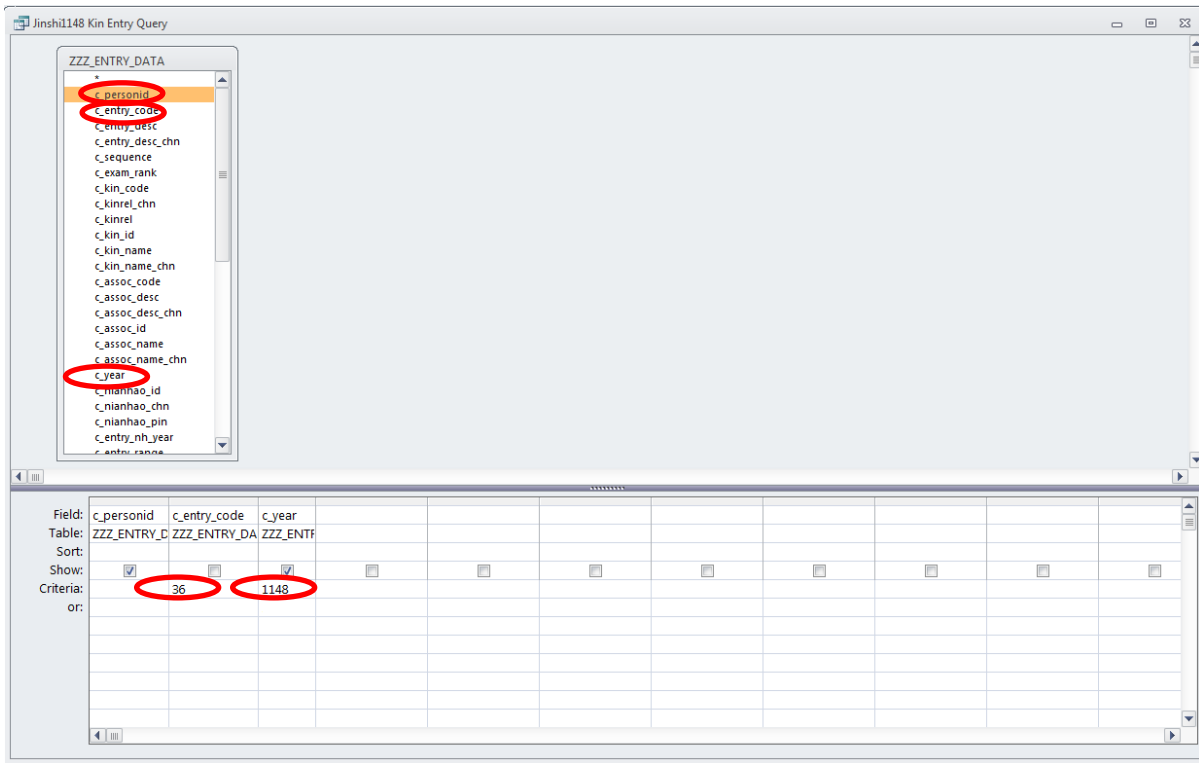 Jinshi1148 Kin Entry Query
ZZZ_ENTRY_DATA
*
c_personid
c_entry_code
c_entry_desc
c_entry_desc_chn
c_sequence
c_exam_rank
c_kin_code
c_kinrel_chn
c_kinrel
c_kin_id
c_kin_name
c_kin_name_chn
c_assoc_code
c_assoc_desc
c_assoc_desc_chn
c_assoc_id
c_assoc_name
c_assoc_name_chn
c_year
c_nianhao_id
c_nianhao_chn
c_nianhao_pin
c_entry_nh_year
c_entry_range
Field: c_personid c_entry_code c_year
Table: ZZZ_ENTRY_D ZZZ_ENTRY_DA ZZZ_ENTF
Sort:
Show:
Criteria: 36 1148
or: